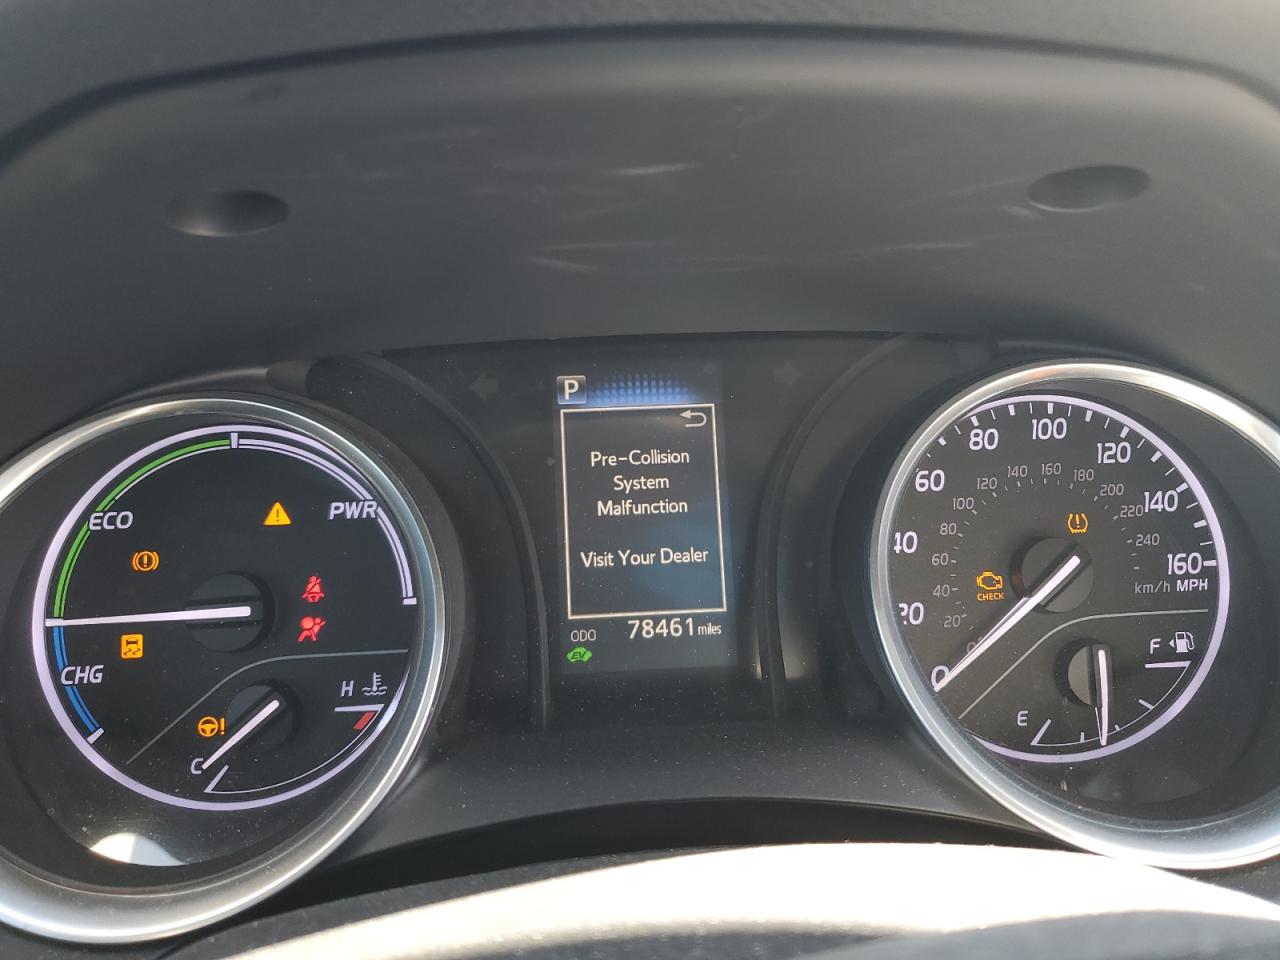 P
Pre-Collision
System
Malfunction
Visit Your Dealer
ODO 78461 miles
EV
ECO
PWR
CHG
H
C
0
20
40
60
80
100
120
140
160
20
40
60
80
100
120
140
160
180
200
220
240
km/h MPH
CHECK
F
E